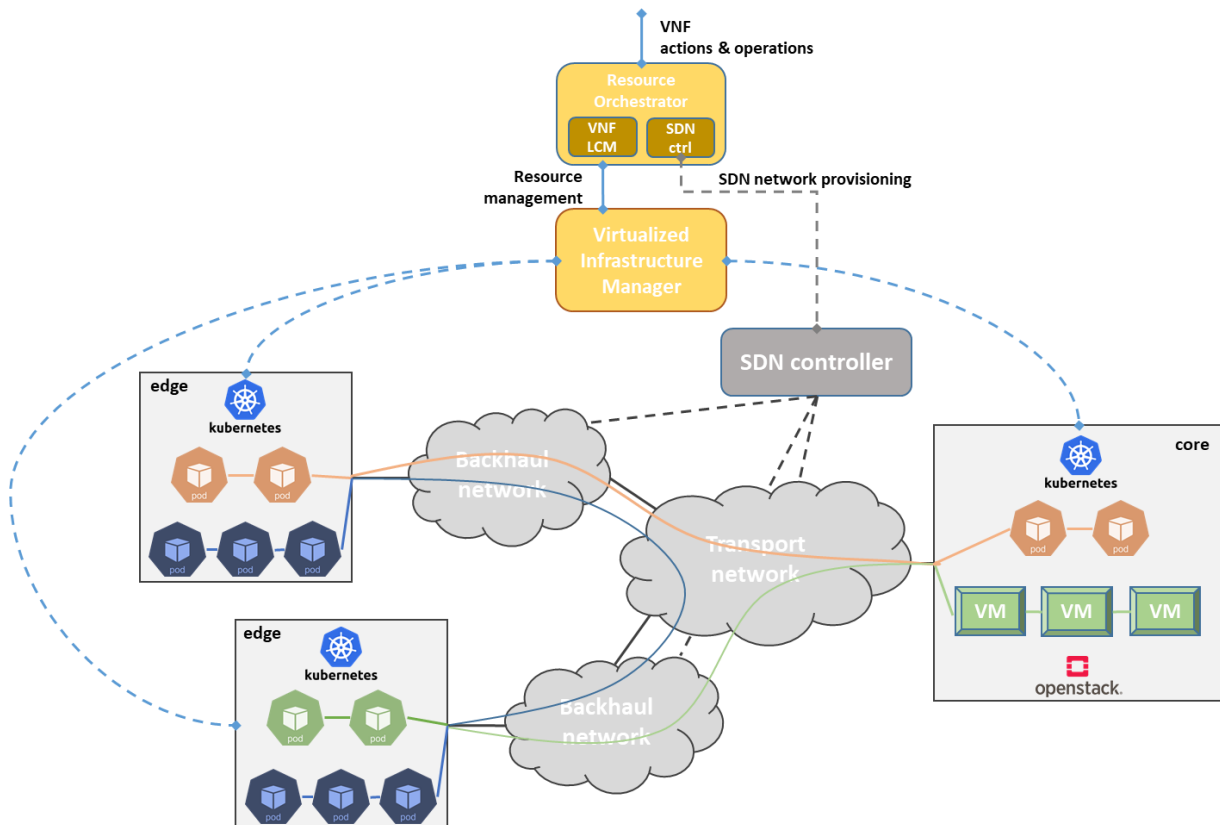 VNF
actions & operations
Resource
Orchestrator
VNF
LCM
SDN
ctrl
Resource
management
SDN network provisioning
Virtualized
Infrastructure
Manager
SDN controller
edge
kubernetes
pod
pod
pod
pod
pod
Backhaul
network
Transport
network
core
kubernetes
pod
pod
VM
VM
VM
openstack.
edge
kubernetes
pod
pod
pod
pod
pod
Backhaul
network